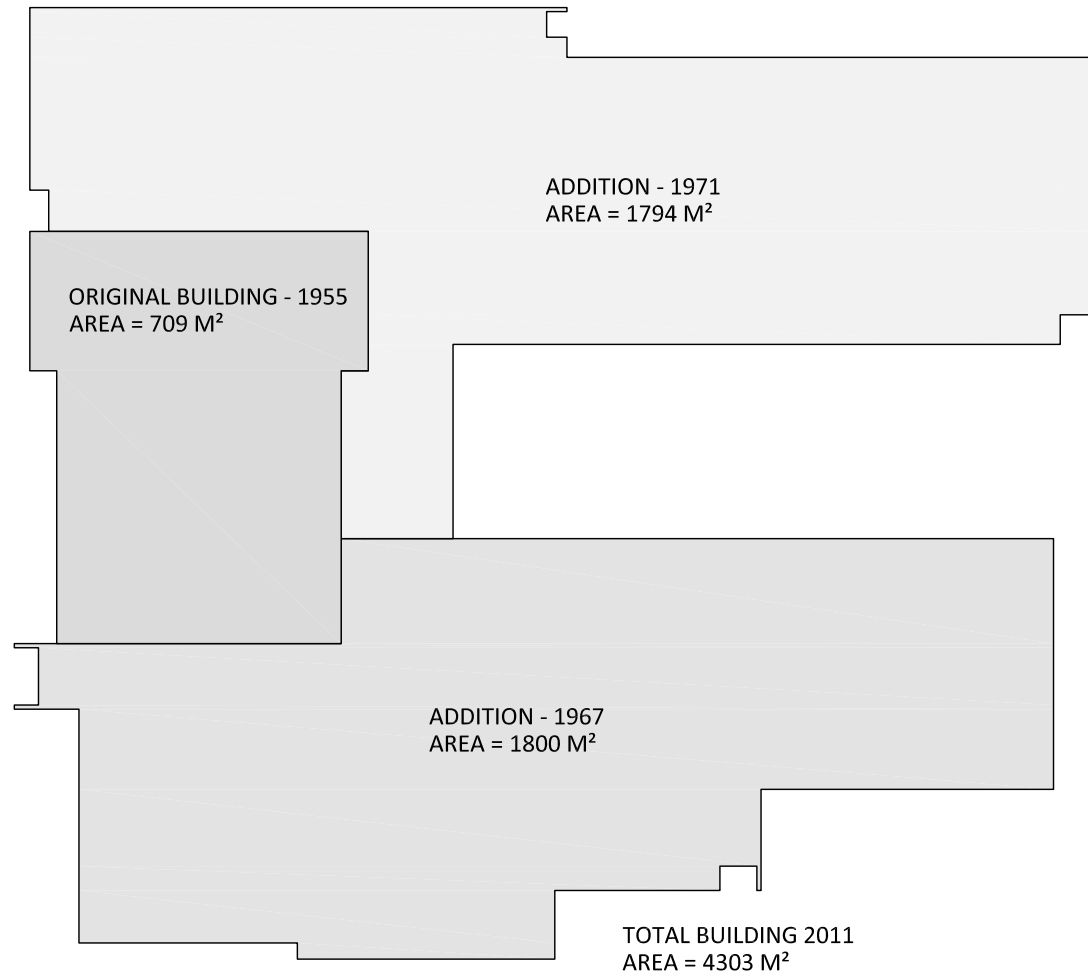 ADDITION - 1971
AREA = 1794 M²
ORIGINAL BUILDING - 1955
AREA = 709 M²
ADDITION - 1967
AREA = 1800 M²
TOTAL BUILDING 2011
AREA = 4303 M²